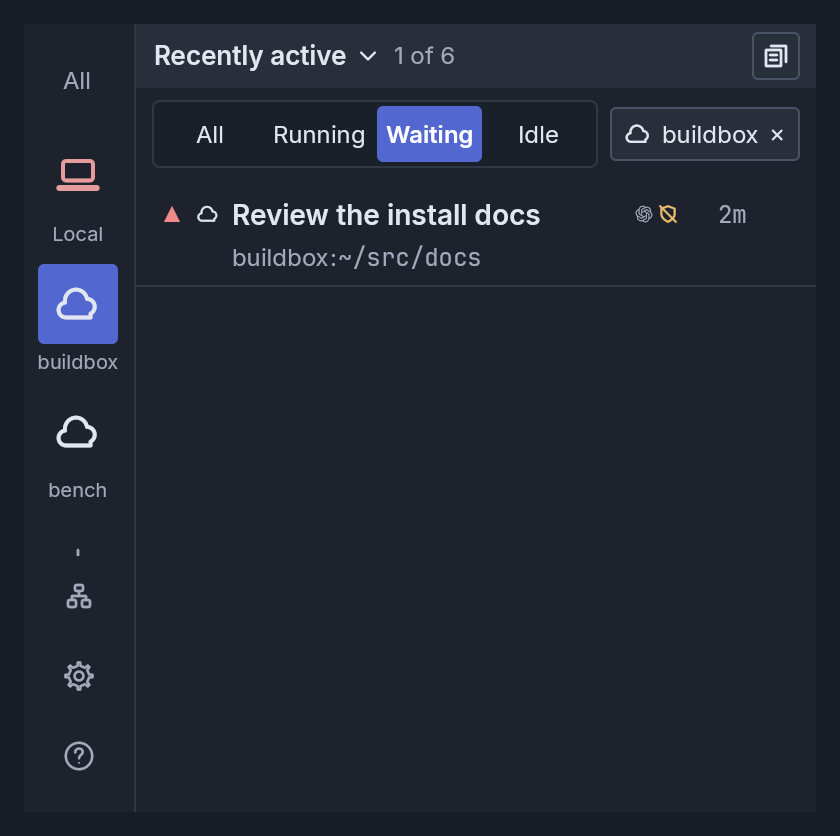 All
Local
buildbox
bench
Recently active 1 of 6
All Running Waiting Idle buildbox ×
Review the install docs 2m
buildbox:~/src/docs